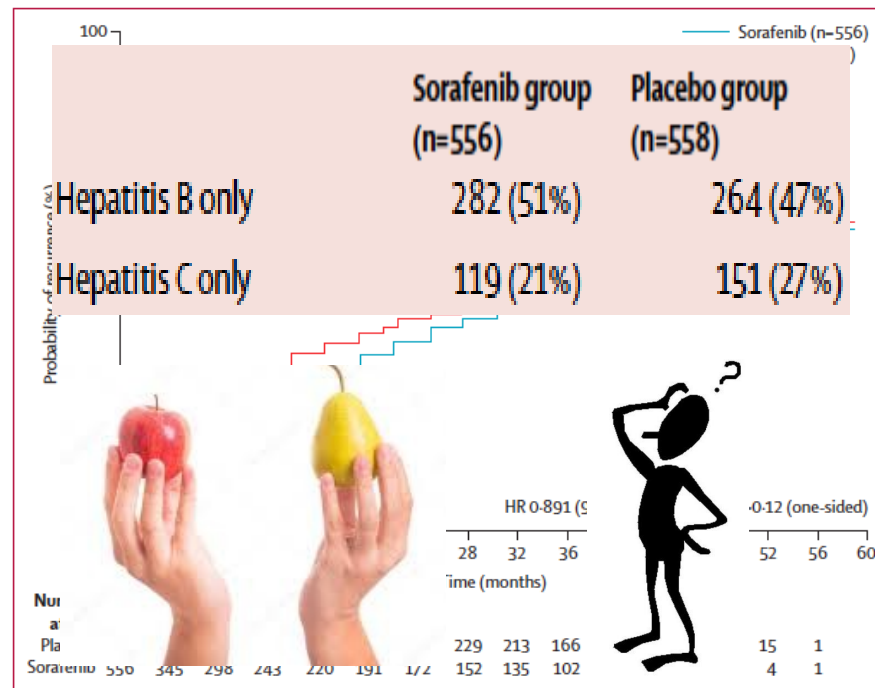 100
Sorafenib (n=556)
)
Sorafenib group Placebo group
(n=556) (n=558)
Hepatitis B only 282 (51%) 264 (47%)
Hepatitis C only 119 (21%) 151 (27%)
Probability of recurrence (%)
?
HR 0·891 ( ·0·12 (one-sided)
28 32 36 52 56 60
Time (months)
229 213 166 15 1
Sorafenib 556 345 298 243 220 191 172 152 135 102 4 1